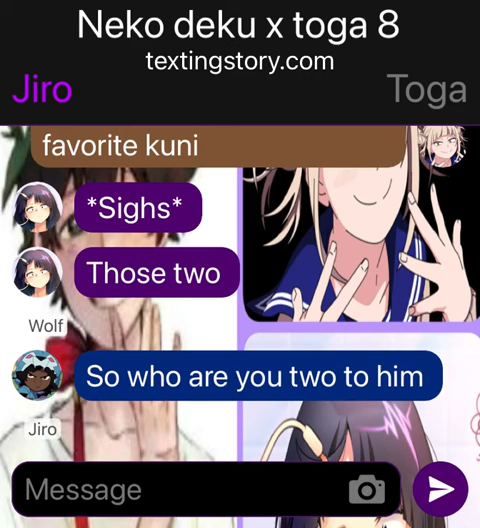 Neko deku x toga 8
textingstory.com
Jiro
Toga
favorite kuni
*Sighs*
Those two
Wolf
So who are you two to him
Jiro
Message